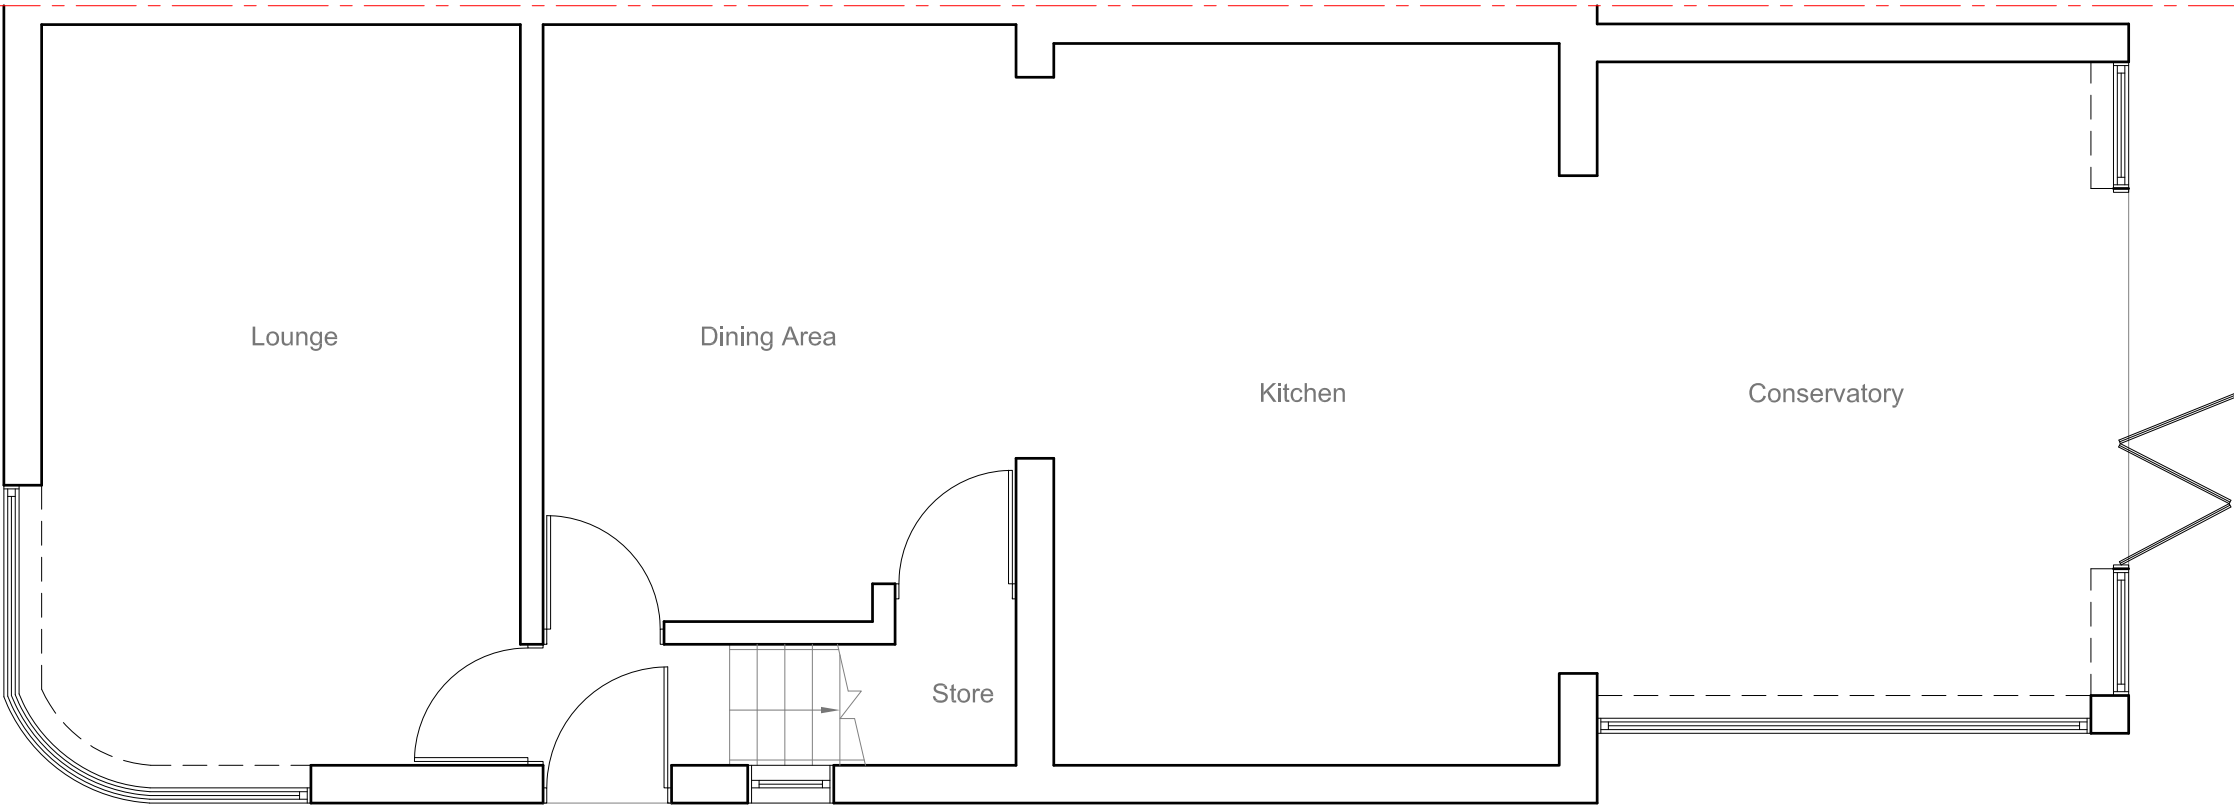 Lounge
Dining Area
Kitchen
Conservatory
Store